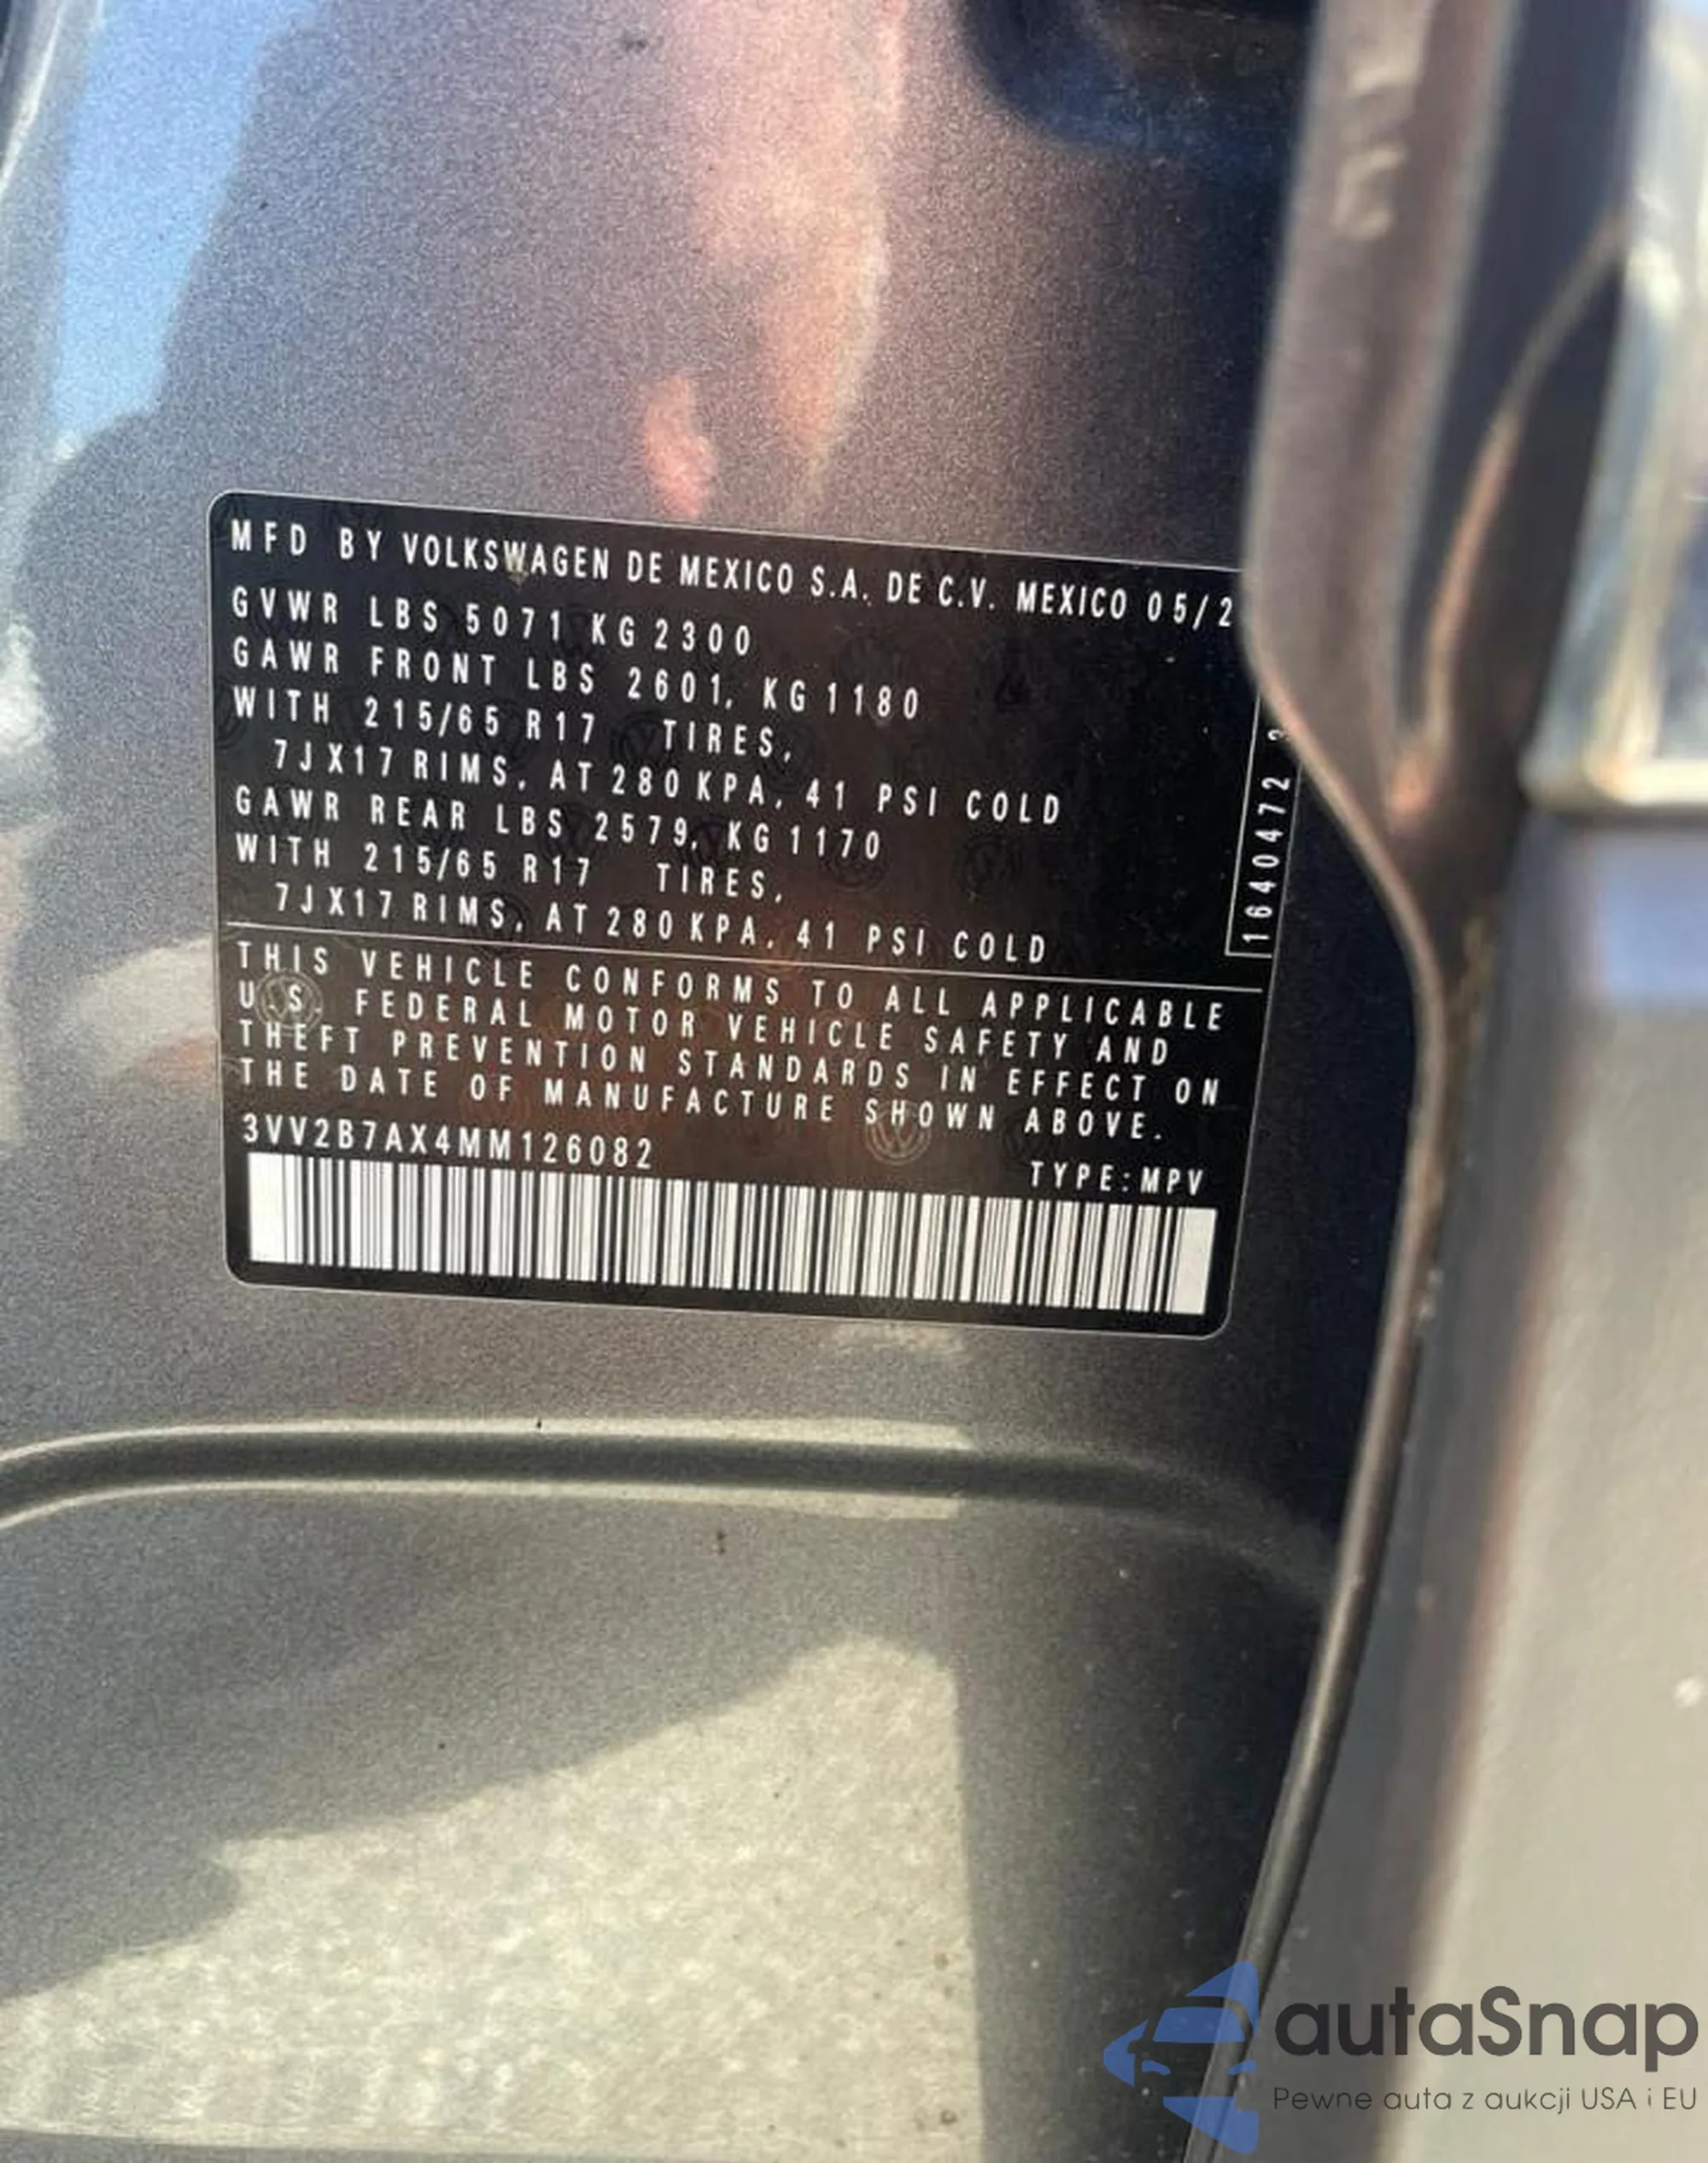 MFD BY VOLKSWAGEN DE MEXICO S.A. DE C.V. MEXICO 05/2
GVWR LBS 5071 KG 2300
GAWR FRONT LBS 2601, KG 1180
WITH 215/65 R17 TIRES,
7JX17 RIMS, AT 280 KPA, 41 PSI COLD
GAWR REAR LBS 2579, KG 1170
WITH 215/65 R17 TIRES,
7JX17 RIMS, AT 280 KPA, 41 PSI COLD
1640472
THIS VEHICLE CONFORMS TO ALL APPLICABLE
U.S. FEDERAL MOTOR VEHICLE SAFETY AND
THEFT PREVENTION STANDARDS IN EFFECT ON
THE DATE OF MANUFACTURE SHOWN ABOVE.
3VV2B7AX4MM126082
TYPE:MPV
autaSnap
Pewne auta z aukcji USA i EU